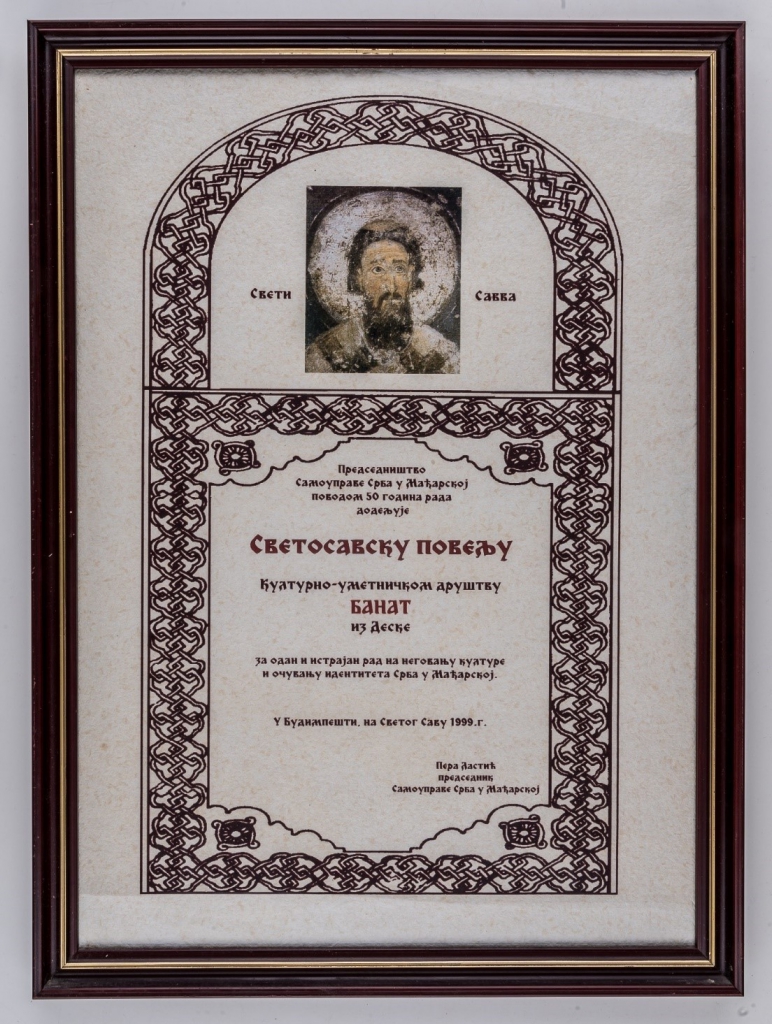 Свети Савва
Председништво
Самоуправе Срба у Мађарској
поводом 50 година рада
додељује
Светосавску повељу
Културно-уметничком друштву
БАНАТ
из Деске
за одан и истрајан рад на неговању културе
и очувању идентитета Срба у Мађарској.
У Будимпешти, на Светог Саву 1999.г.
Пера Ластић
председник
Самоуправе Срба у Мађарској